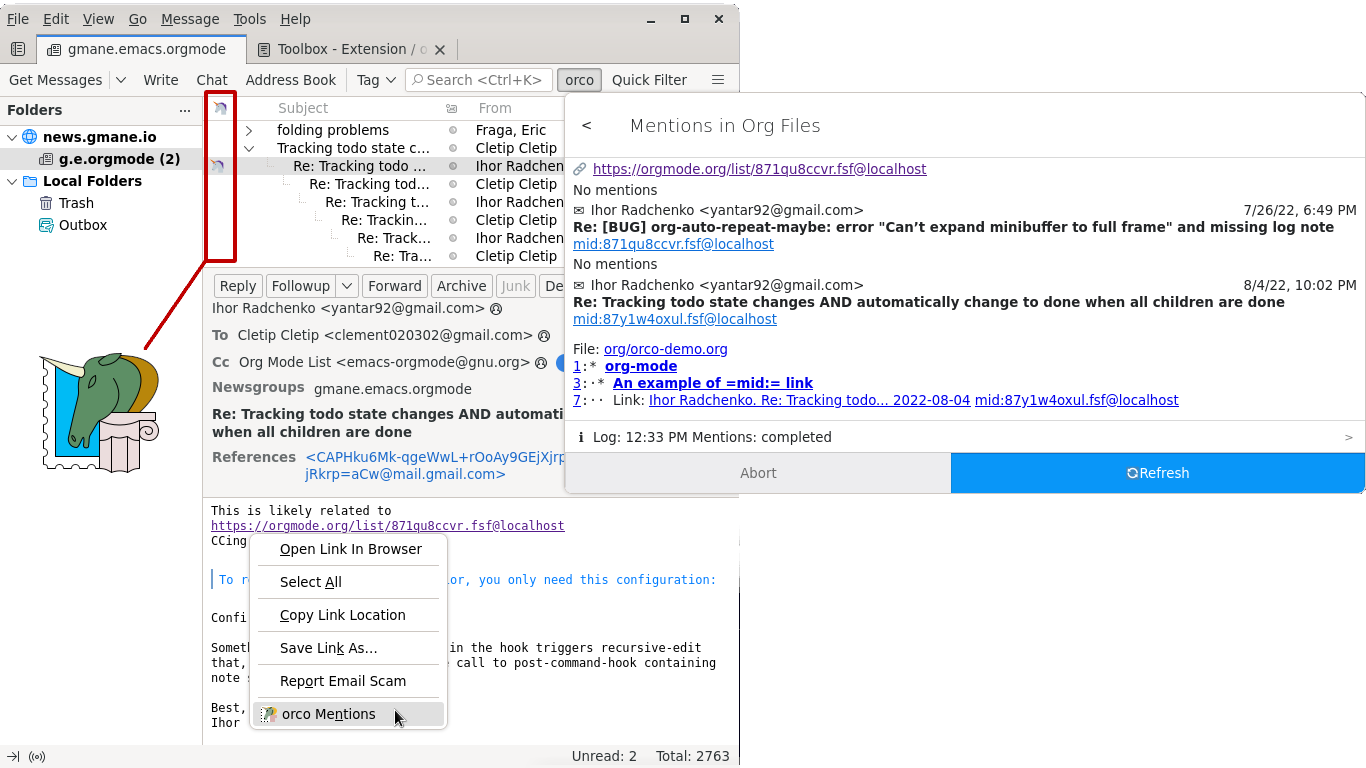 File Edit View Go Message Tools Help
gmane.emacs.orgmode
Toolbox - Extension / o
Get Messages Write Chat Address Book Tag Search <Ctrl+K> orco Quick Filter
Folders ...
news.gmane.io
g.e.orgmode (2)
Local Folders
Trash
Outbox
Subject From
folding problems Fraga, Eric
Tracking todo state c... Cletip Cletip
Re: Tracking todo ... Ihor Radchen
Re: Tracking tod... Cletip Cletip
Re: Tracking t... Ihor Radchen
Re: Trackin... Cletip Cletip
Re: Track... Ihor Radchen
Re: Tra... Cletip Cletip
Reply Followup Forward Archive Junk De
Ihor Radchenko <yantar92@gmail.com>
To Cletip Cletip <clement020302@gmail.com>
Cc Org Mode List <emacs-orgmode@gnu.org>
Newsgroups gmane.emacs.orgmode
Re: Tracking todo state changes AND automati
when all children are done
References <CAPHku6Mk-qgeWwL+rOoAy9GEjXjrp
jRkrp=aCw@mail.gmail.com>
This is likely related to
https://orgmode.org/list/871qu8ccvr.fsf@localhost
CCing
To r or, you only need this configuration:
Confi
Someth in the hook triggers recursive-edit
that, call to post-command-hook containing
note
Best,
Ihor
Open Link In Browser
Select All
Copy Link Location
Save Link As...
Report Email Scam
orco Mentions
Unread: 2 Total: 2763
< Mentions in Org Files
https://orgmode.org/list/871qu8ccvr.fsf@localhost
No mentions
✉ Ihor Radchenko <yantar92@gmail.com> 7/26/22, 6:49 PM
Re: [BUG] org-auto-repeat-maybe: error "Can’t expand minibuffer to full frame" and missing log note
mid:871qu8ccvr.fsf@localhost
No mentions
✉ Ihor Radchenko <yantar92@gmail.com> 8/4/22, 10:02 PM
Re: Tracking todo state changes AND automatically change to done when all children are done
mid:87y1w4oxul.fsf@localhost
File: org/orco-demo.org
1:* org-mode
3:·* An example of =mid:= link
7:·· Link: Ihor Radchenko. Re: Tracking todo... 2022-08-04 mid:87y1w4oxul.fsf@localhost
ℹ Log: 12:33 PM Mentions: completed >
Abort Refresh